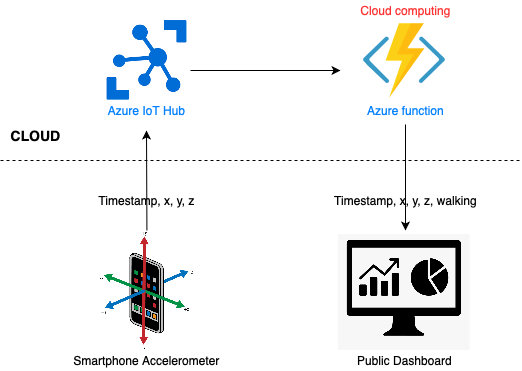 Cloud computing
Azure IoT Hub
Azure function
CLOUD
Timestamp, x, y, z
Timestamp, x, y, z, walking
Smartphone Accelerometer
Public Dashboard